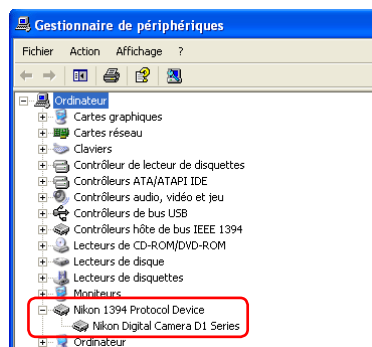 Gestionnaire de périphériques
Fichier Action Affichage ?
Ordinateur
Cartes graphiques
Cartes réseau
Claviers
Contrôleur de lecteur de disquettes
Contrôleurs ATA/ATAPI IDE
Contrôleurs audio, vidéo et jeu
Contrôleurs de bus USB
Contrôleurs hôte de bus IEEE 1394
Lecteurs de CD-ROM/DVD-ROM
Lecteurs de disque
Lecteurs de disquettes
Moniteurs
Nikon 1394 Protocol Device
Nikon Digital Camera D1 Series
Ordinateur